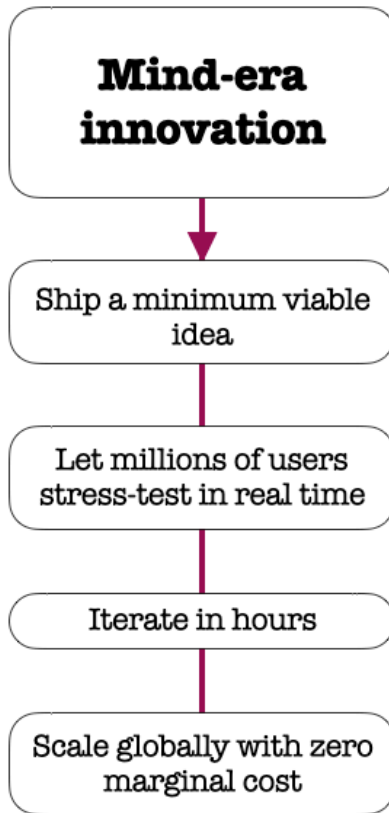 Mind-era
innovation
Ship a minimum viable
idea
Let millions of users
stress-test in real time
Iterate in hours
Scale globally with zero
marginal cost